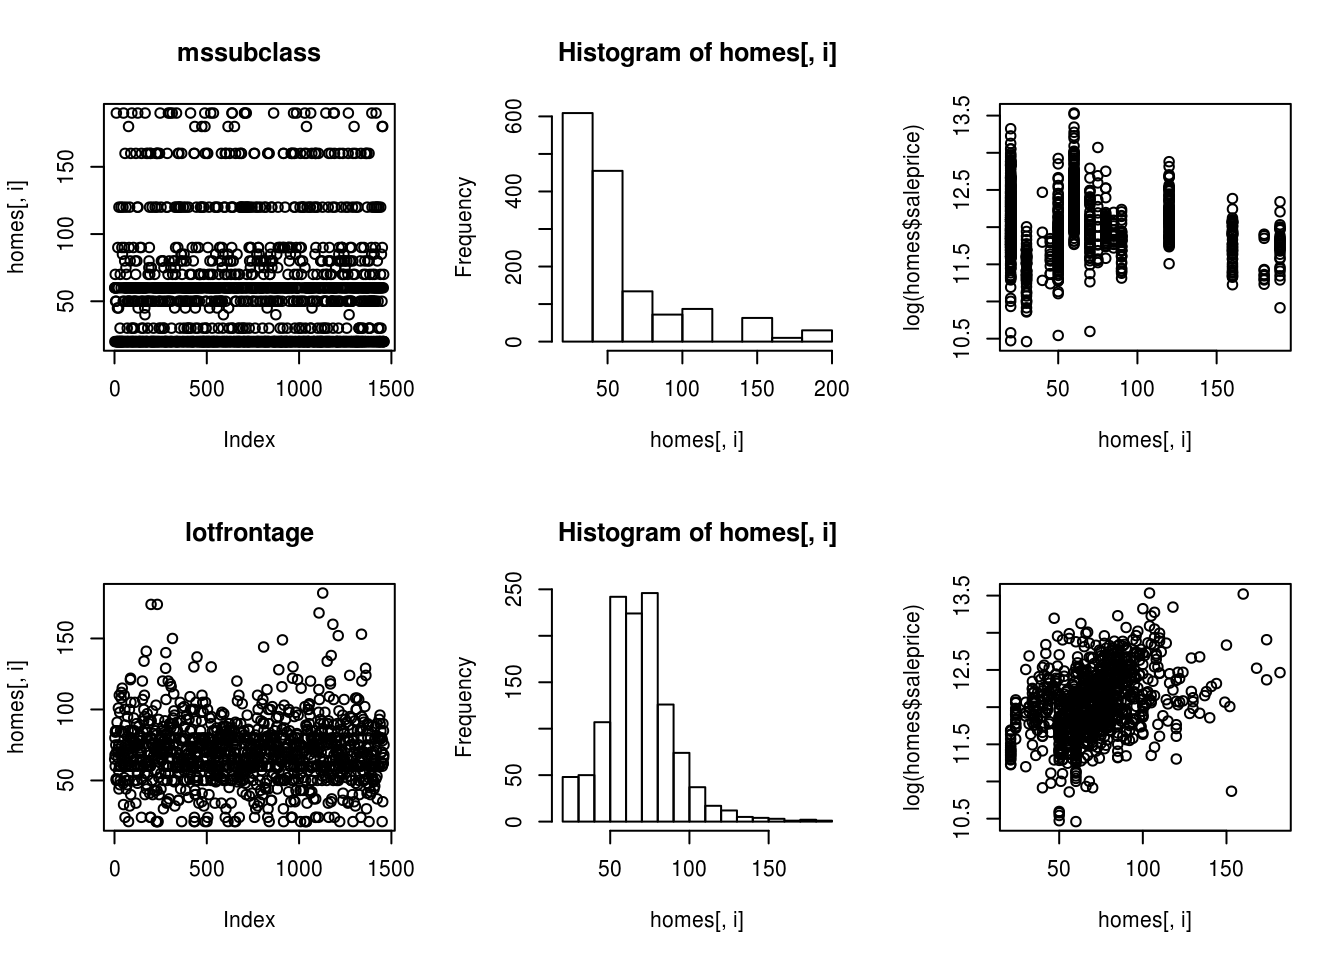 mssubclass
homes[, i]
50 100 150
0 500 1000 1500
Index
Histogram of homes[, i]
Frequency
0 200 400 600
50 100 150 200
homes[, i]
log(homes$saleprice)
10.5 11.5 12.5 13.5
50 100 150
homes[, i]
lotfrontage
homes[, i]
50 100 150
0 500 1000 1500
Index
Histogram of homes[, i]
Frequency
0 50 150 250
50 100 150
homes[, i]
log(homes$saleprice)
10.5 11.5 12.5 13.5
50 100 150
homes[, i]